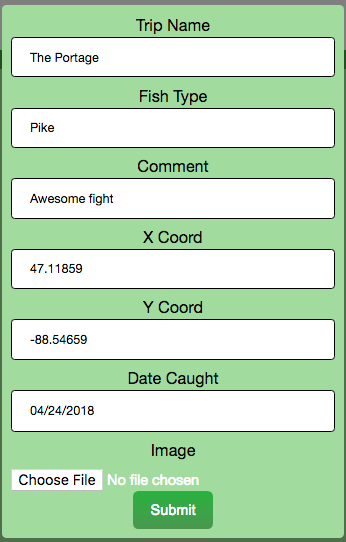 Trip Name
The Portage
Fish Type
Pike
Comment
Awesome fight
X Coord
47.11859
Y Coord
-88.54659
Date Caught
04/24/2018
Image
Choose File No file chosen
Submit